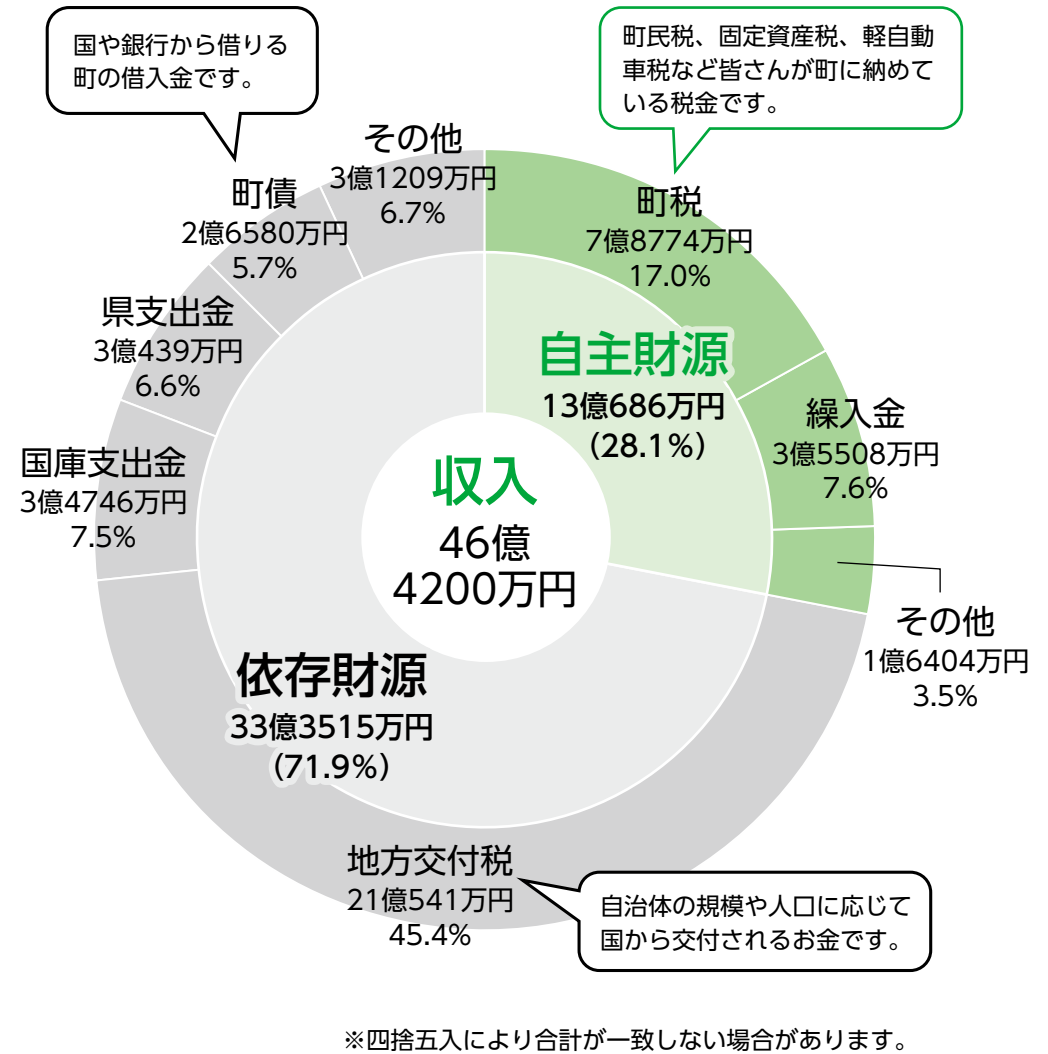 国や銀行から借りる
町の借入金です。
町民税、固定資産税、軽自動
車税など皆さんが町に納めて
いる税金です。
その他
3億1209万円
6.7%
町債
2億6580万円
5.7%
県支出金
3億439万円
6.6%
国庫支出金
3億4746万円
7.5%
町税
7億8774万円
17.0%
自主財源
13億686万円
（28.1%）
繰入金
3億5508万円
7.6%
収入
46億
4200万円
その他
1億6404万円
3.5%
依存財源
33億3515万円
（71.9%）
地方交付税
21億541万円
45.4%
自治体の規模や人口に応じて
国から交付されるお金です。
※四捨五入により合計が一致しない場合があります。